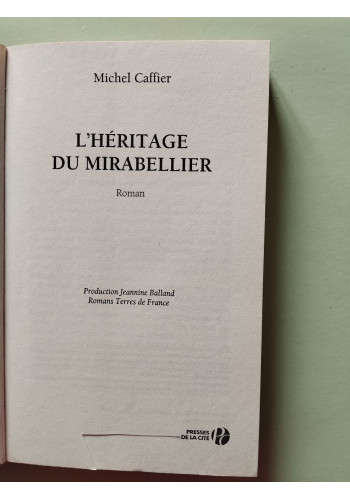 Michel Caffier
L'HÉRITAGE
DU MIRABELLIER
Roman
Production Jeannine Balland
Romans Terres de France
PRESSES
DE LA CITÉ